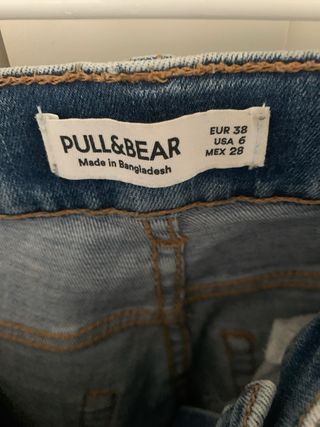 PULL&BEAR
Made in Bangladesh
EUR 38
USA 6
MEX 28